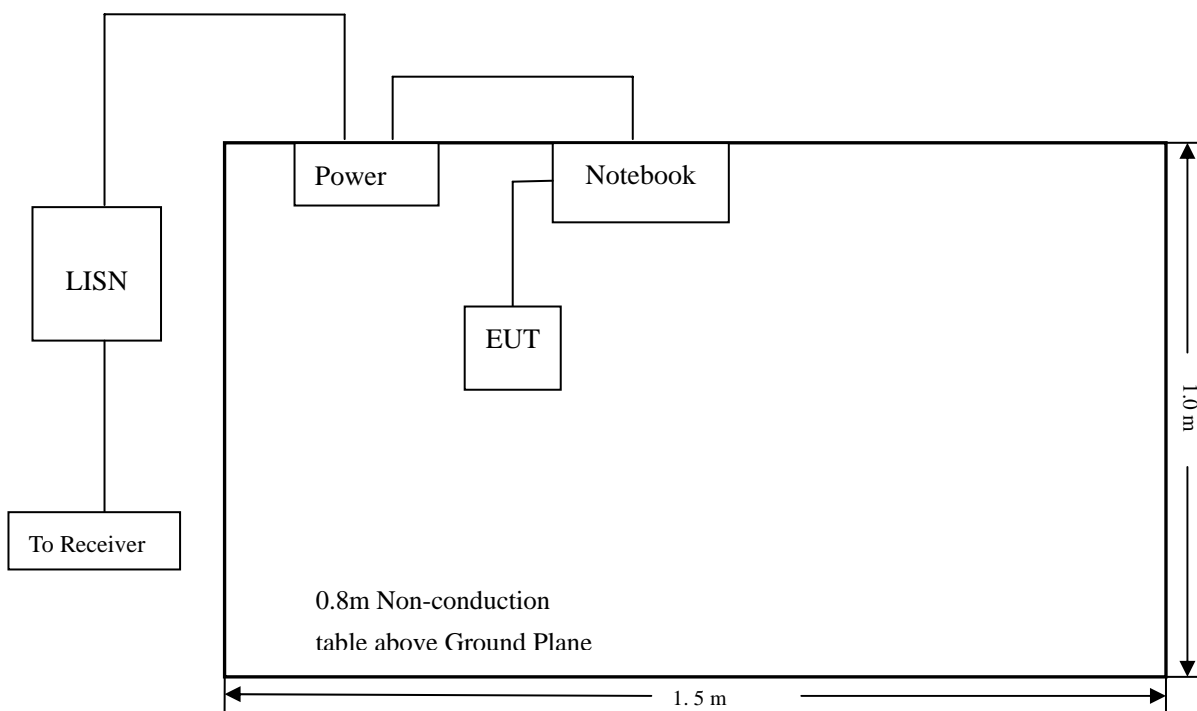 Power
Notebook
LISN
EUT
1.0 m
To Receiver
0.8m Non-conduction
table above Ground Plane
1. 5 m